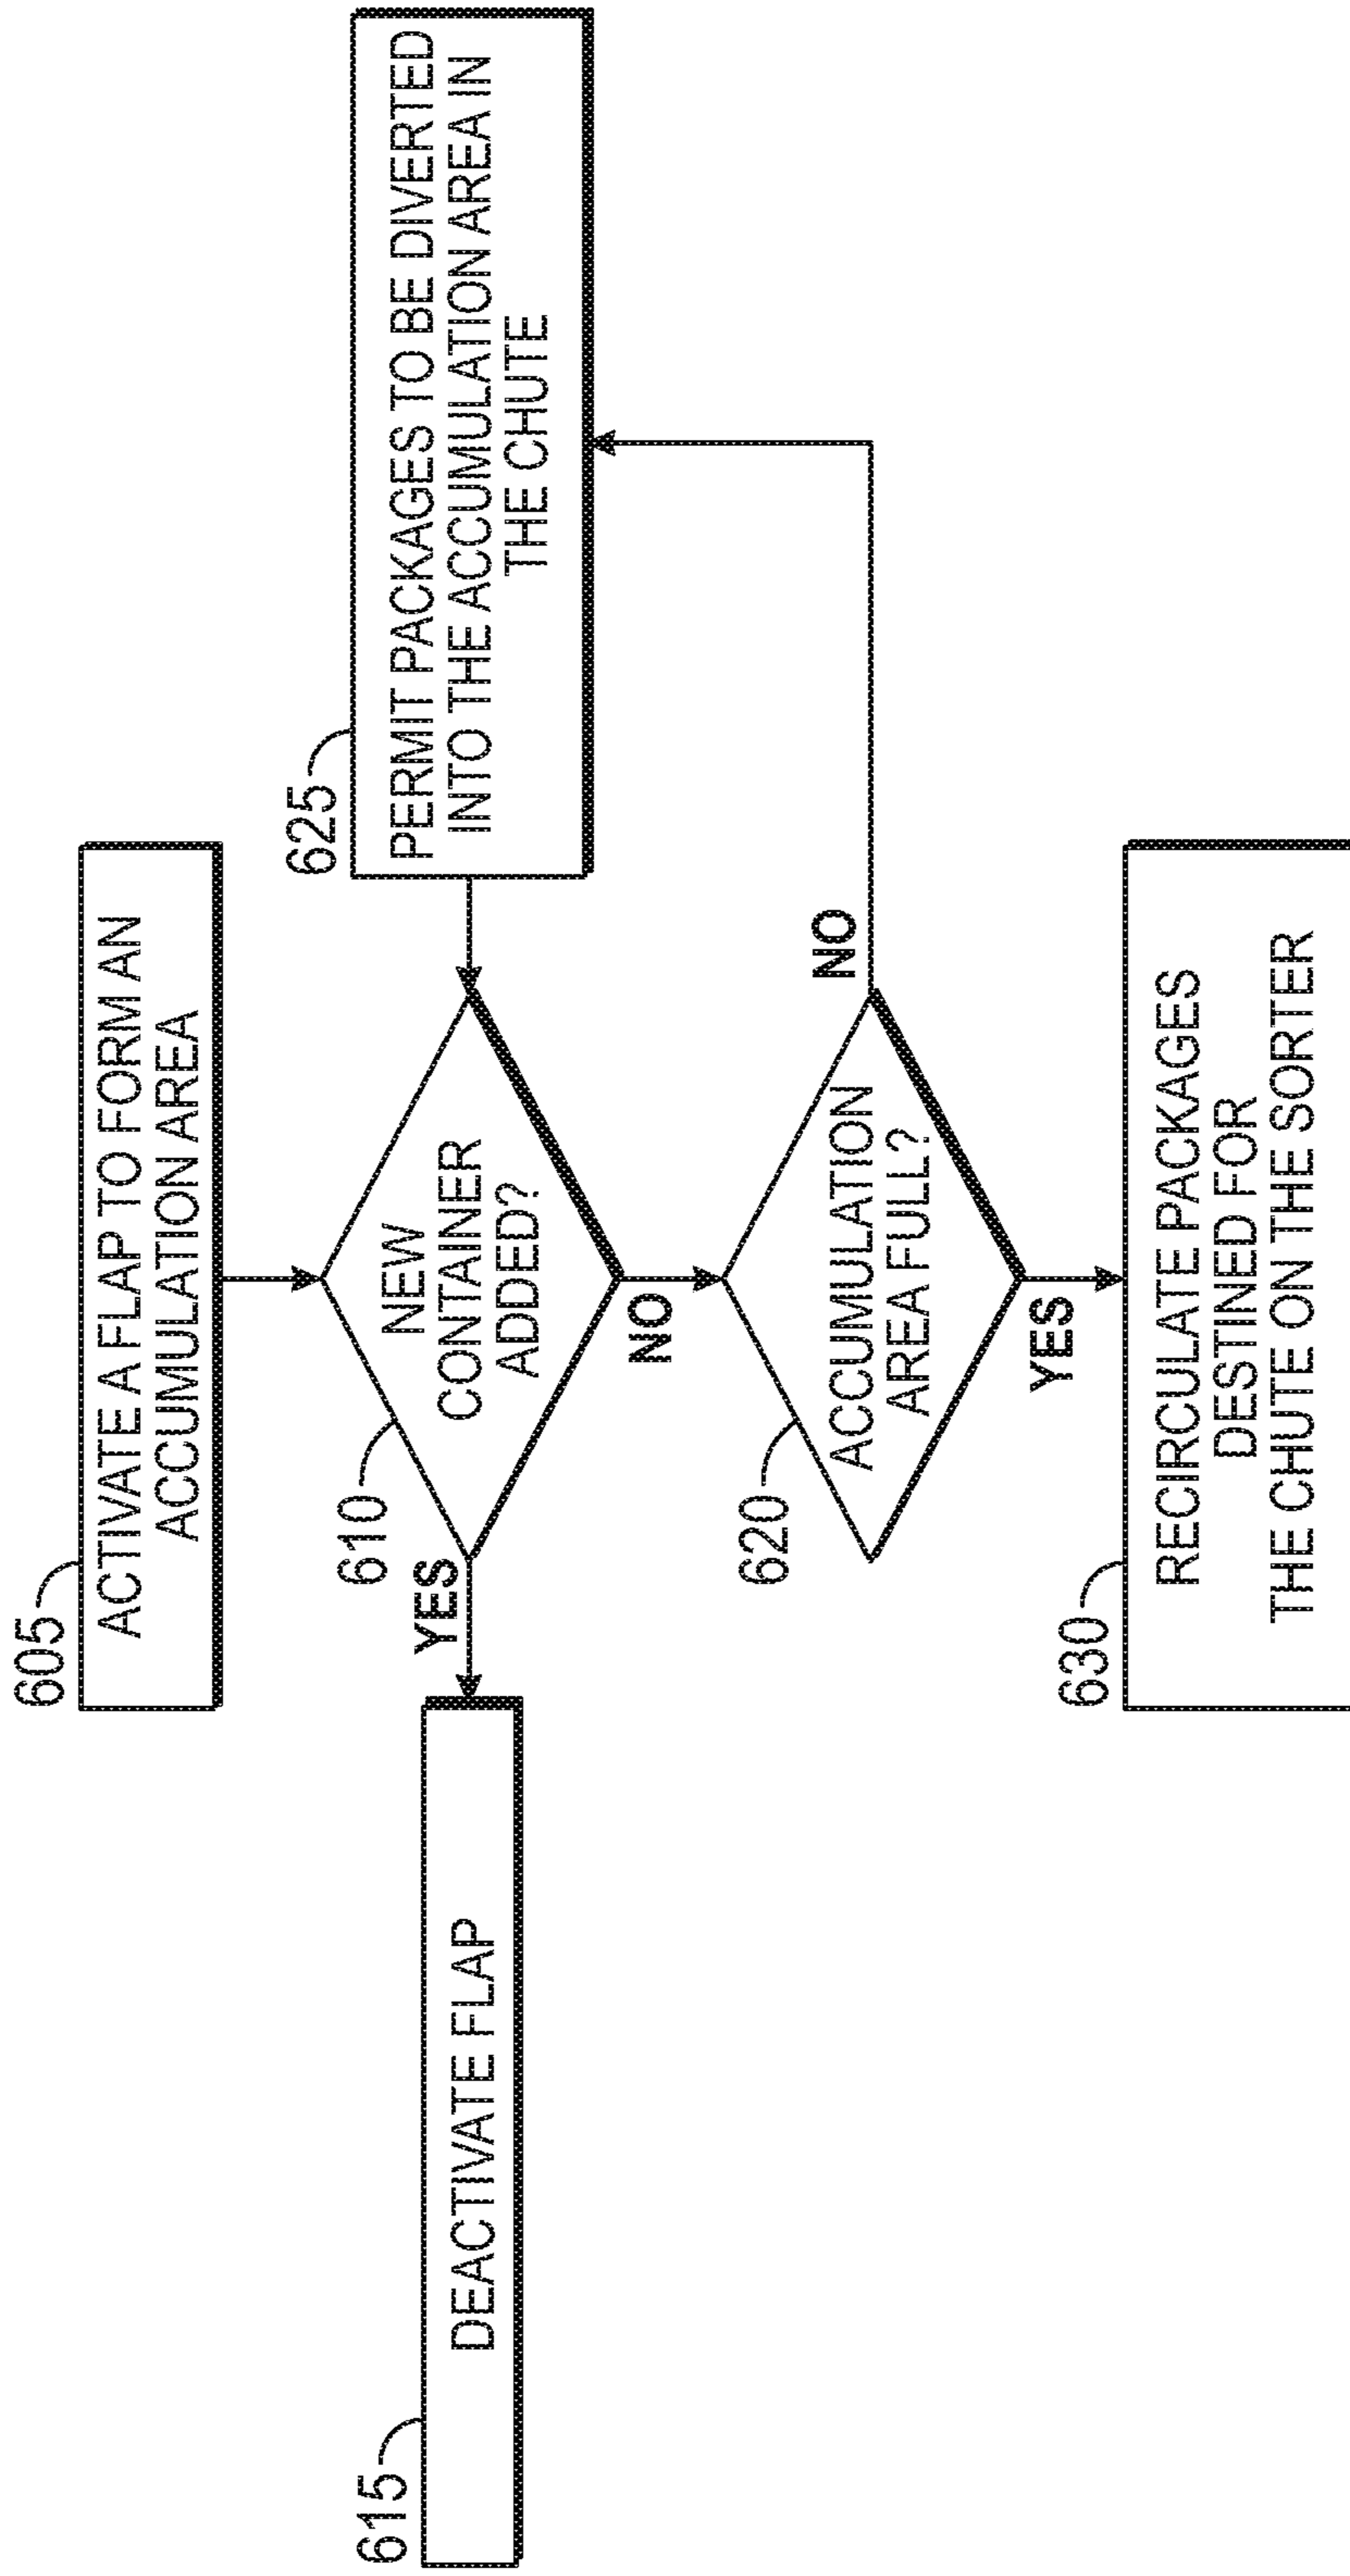 605
ACTIVATE A FLAP TO FORM AN
ACCUMULATION AREA
610
NEW
CONTAINER
ADDED?
YES
NO
615
DEACTIVATE FLAP
625
PERMIT PACKAGES TO BE DIVERTED
INTO THE ACCUMULATION AREA IN
THE CHUTE
620
ACCUMULATION
AREA FULL?
NO
YES
630
RECIRCULATE PACKAGES
DESTINED FOR
THE CHUTE ON THE SORTER